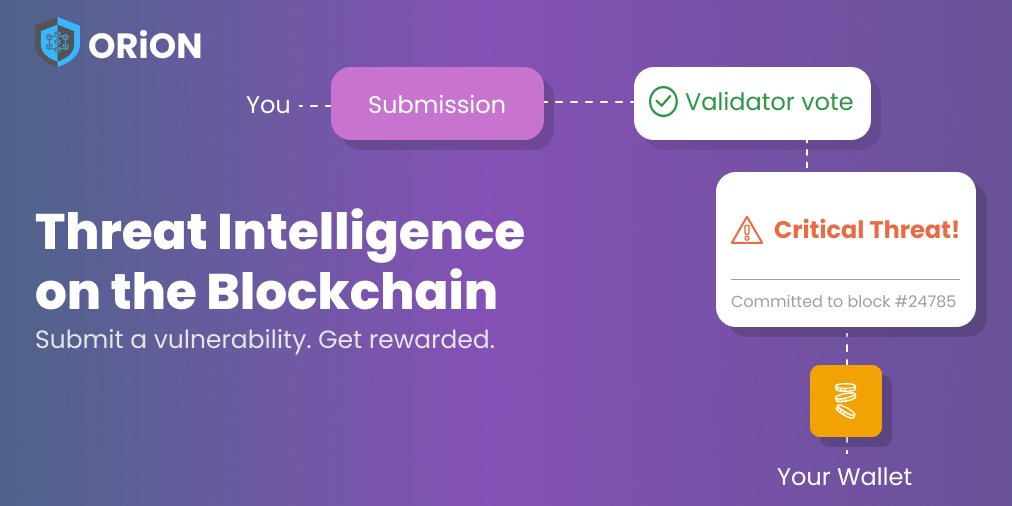 ORiON
You
Submission
Validator vote
Critical Threat!
Committed to block #24785
Threat Intelligence
on the Blockchain
Submit a vulnerability. Get rewarded.
Your Wallet